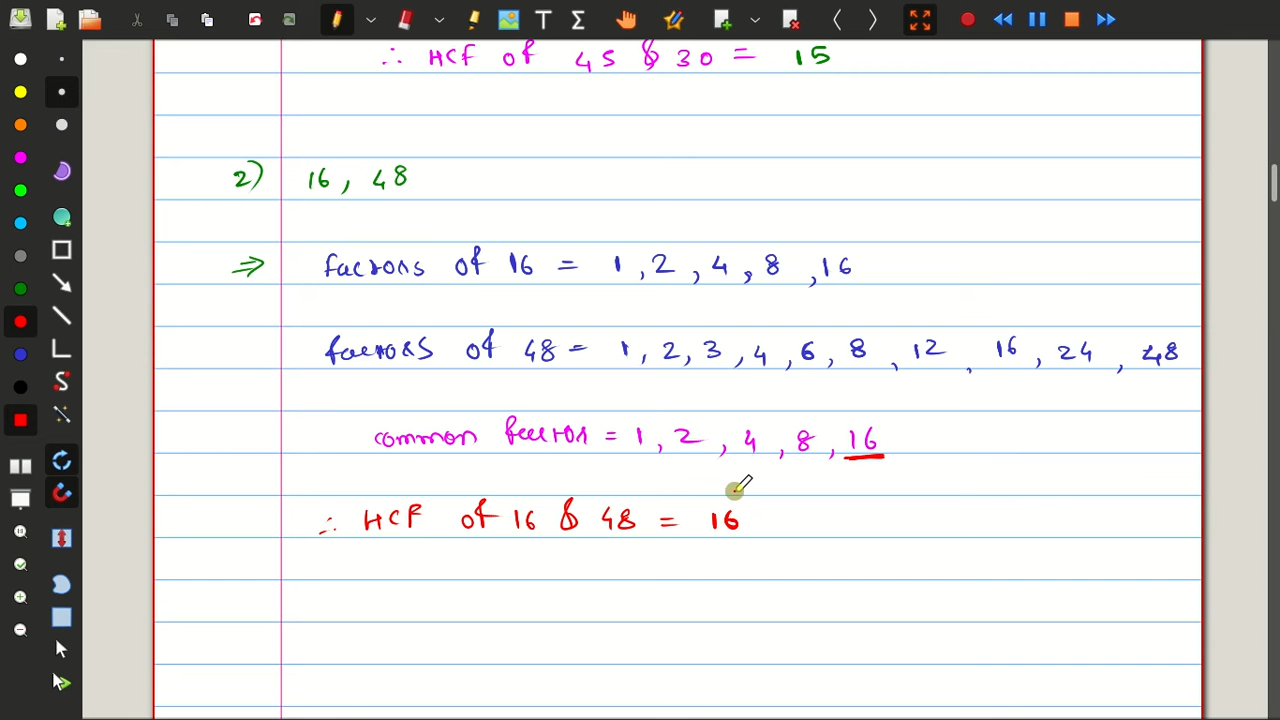 ∴ HCF of 45 & 30 = 15
2) 16, 48
⇒ factors of 16 = 1, 2, 4, 8, 16
factors of 48 = 1, 2, 3, 4, 6, 8, 12, 16, 24, 48
common factor = 1, 2, 4, 8, 16
∴ HCF of 16 & 48 = 16